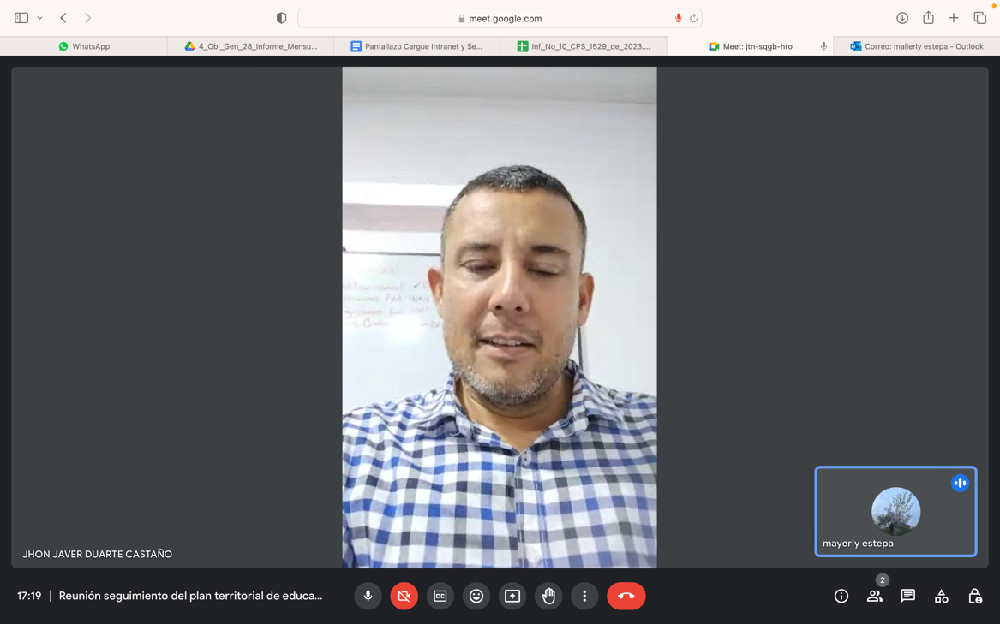 meet.google.com
WhatsApp
4_Obl_Gen_28_Informe_Mensu...
Pantallazo Cargue Intranet y Se...
Inf_No_10_CPS_1529_de_2023....
Meet: jtn-sqgb-hro
Correo: mallerly estepa - Outlook
JHON JAVER DUARTE CASTAÑO
mayerly estepa
17:19
Reunión seguimiento del plan territorial de educa...
CC
2